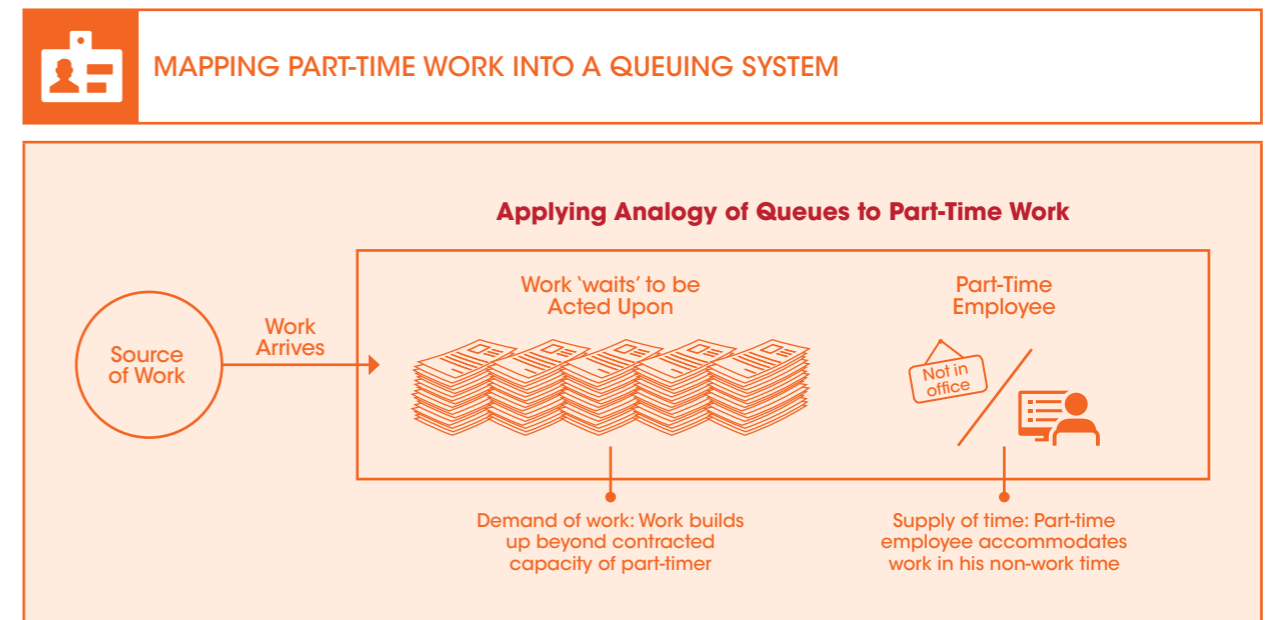 MAPPING PART-TIME WORK INTO A QUEUING SYSTEM
Applying Analogy of Queues to Part-Time Work
Source
of Work
Work
Arrives
Work ‘waits’ to be
Acted Upon
Part-Time
Employee
Not in
office
Demand of work: Work builds
up beyond contracted
capacity of part-timer
Supply of time: Part-time
employee accommodates
work in his non-work time